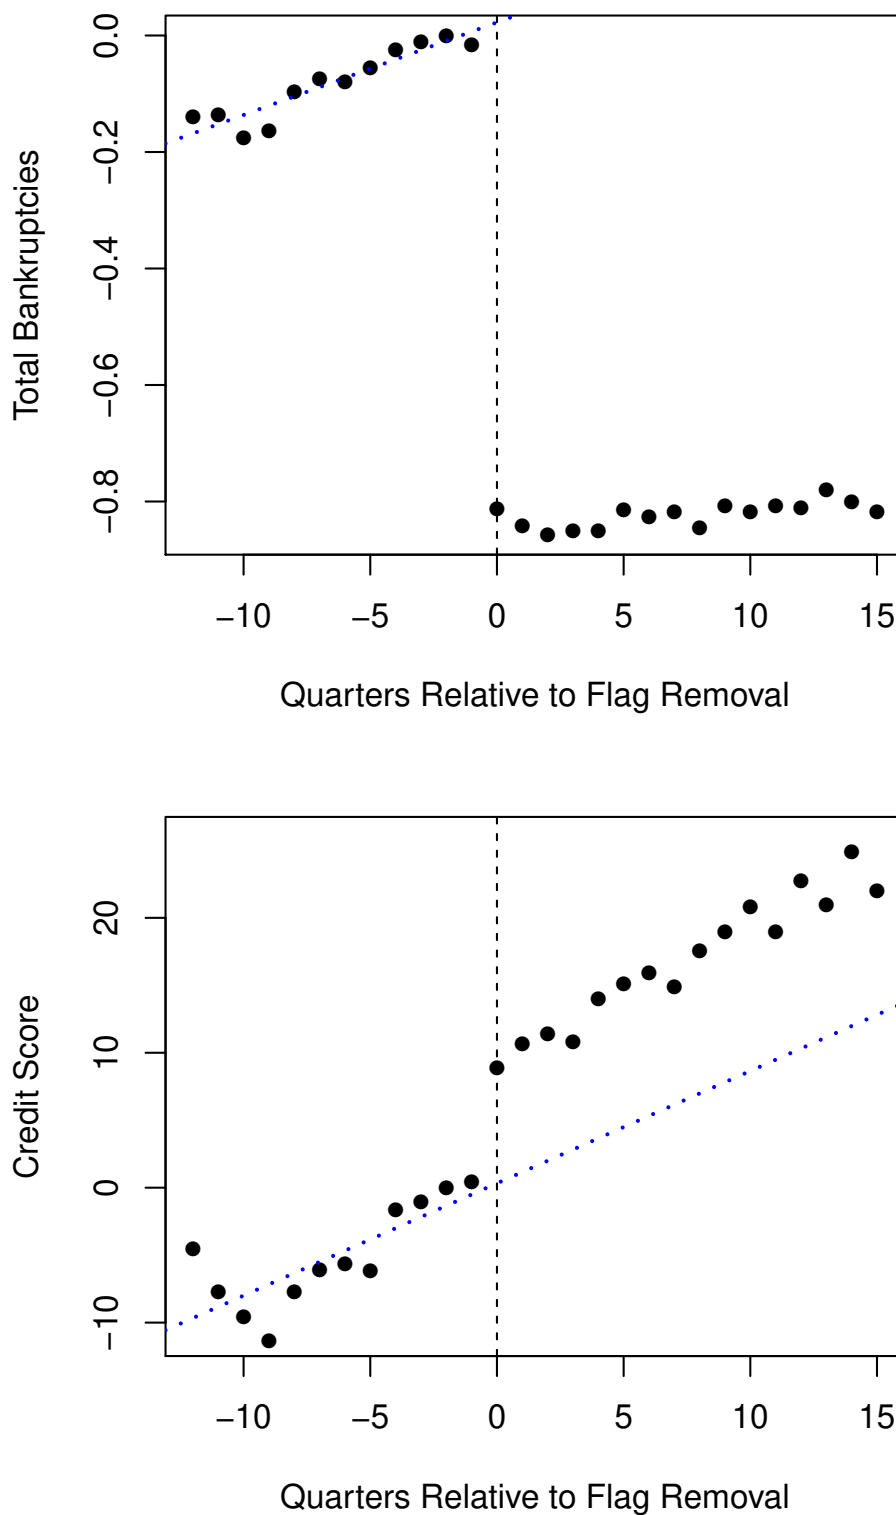 Total Bankruptcies
0.0
−0.2
−0.4
−0.6
−0.8
−10 −5 0 5 10 15
Quarters Relative to Flag Removal
Credit Score
20
10
0
−10
−10 −5 0 5 10 15
Quarters Relative to Flag Removal